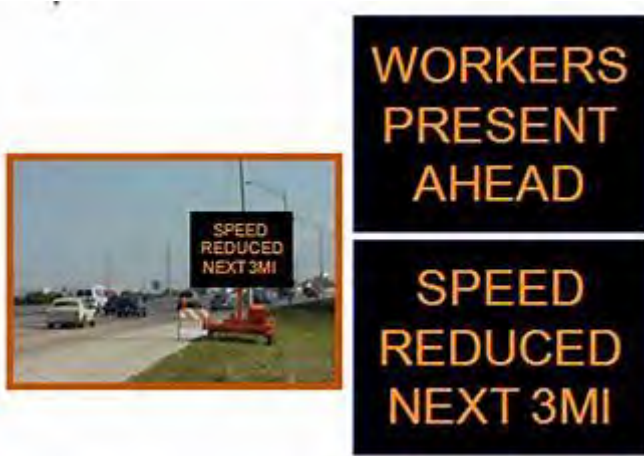 SPEED
REDUCED
NEXT 3MI
WORKERS
PRESENT
AHEAD
SPEED
REDUCED
NEXT 3MI